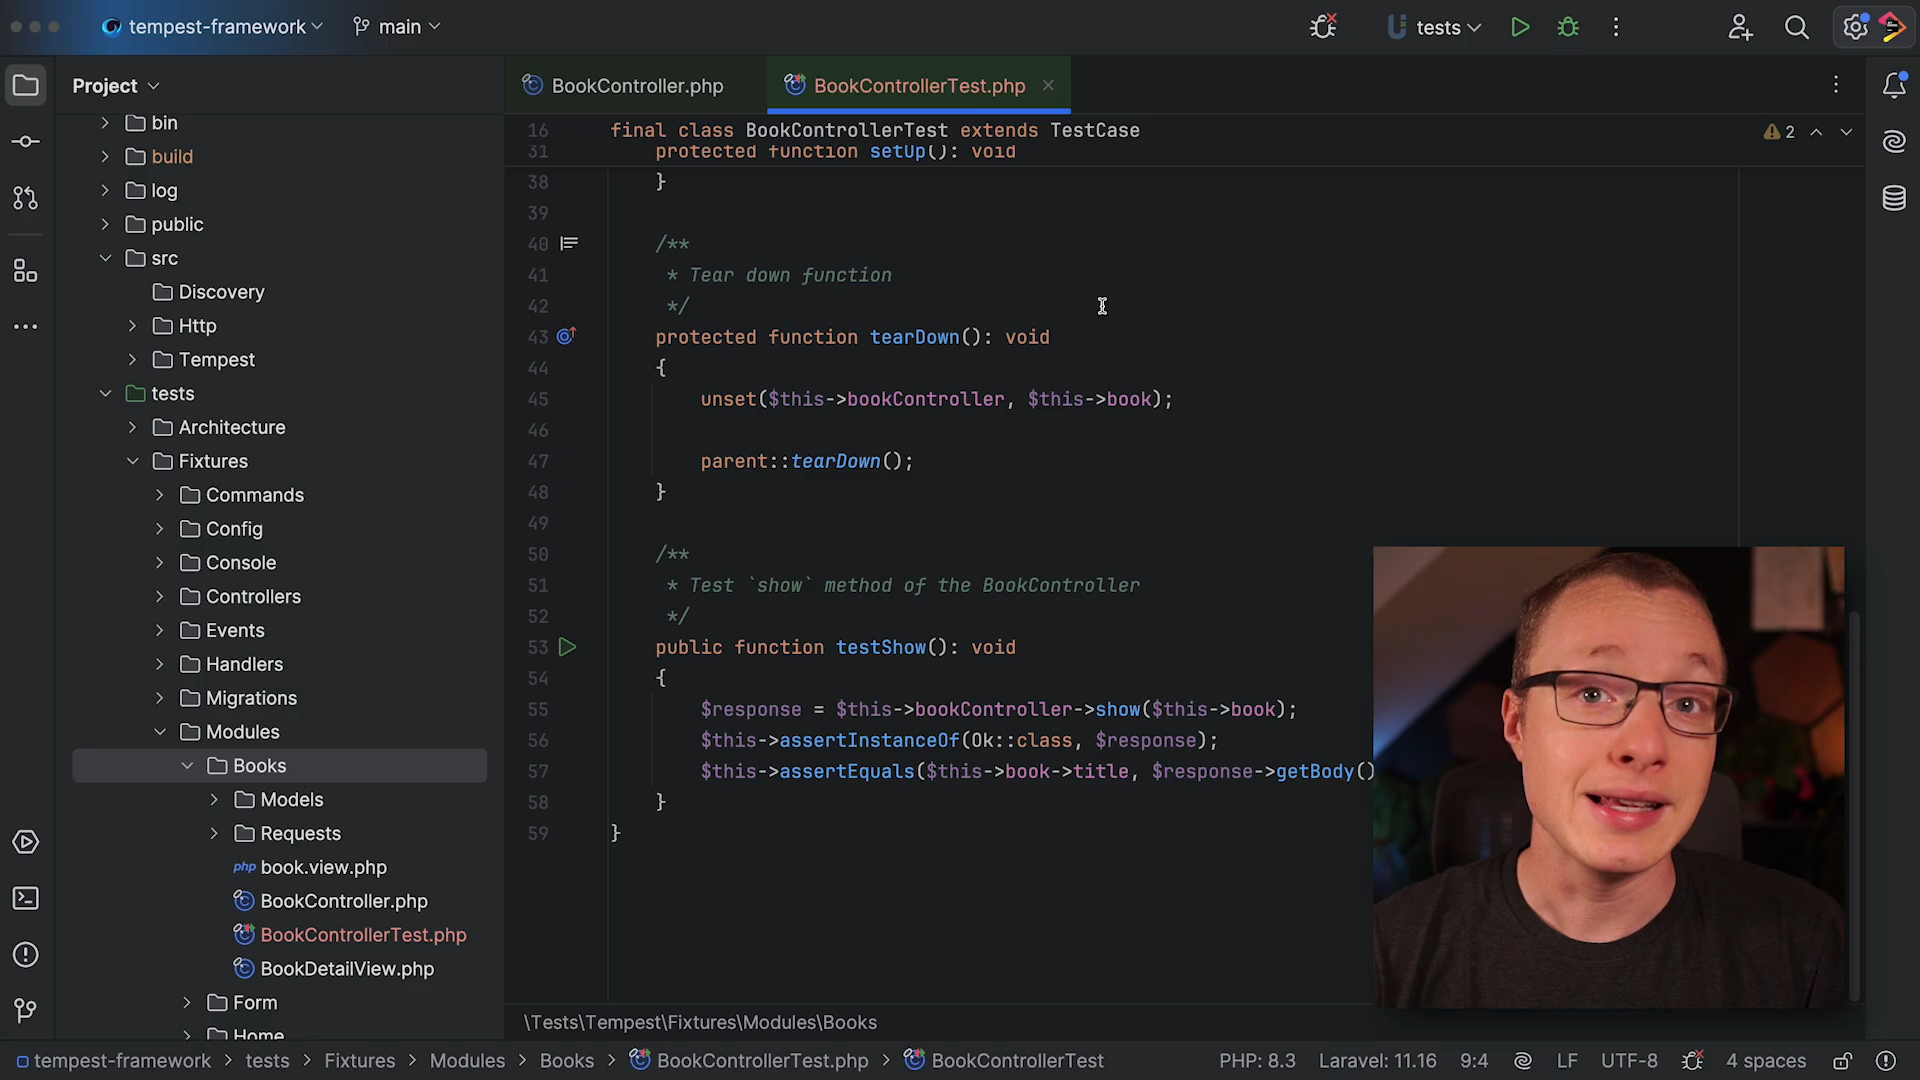 tempest-framework
main
tests
Project
bin
build
log
public
src
Discovery
Http
Tempest
tests
Architecture
Fixtures
Commands
Config
Console
Controllers
Events
Handlers
Migrations
Modules
Books
Models
Requests
php book.view.php
BookController.php
BookControllerTest.php
BookDetailView.php
Form
Home
BookController.php
BookControllerTest.php
2
16 final class BookControllerTest extends TestCase
31 protected function setUp(): void
38 }
39
40 /**
41 * Tear down function
42 */
43 protected function tearDown(): void
44 {
45 unset($this->bookController, $this->book);
46
47 parent::tearDown();
48 }
49
50 /**
51 * Test `show` method of the BookController
52 */
53 public function testShow(): void
54 {
55 $response = $this->bookController->show($this->book);
56 $this->assertInstanceOf(Ok::class, $response);
57 $this->assertEquals($this->book->title, $response->getBody()
58 }
59 }
\Tests\Tempest\Fixtures\Modules\Books
tempest-framework > tests > Fixtures > Modules > Books > BookControllerTest.php > BookControllerTest
PHP: 8.3 Laravel: 11.16 9:4 LF UTF-8 4 spaces